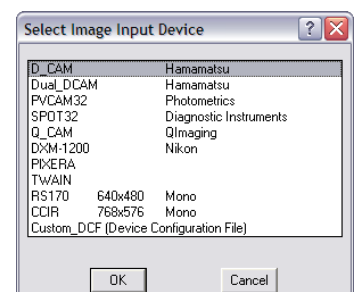 Select Image Input Device
D_CAM Hamamatsu
Dual_DCAM Hamamatsu
PVCAM32 Photometrics
SPOT32 Diagnostic Instruments
Q_CAM QImaging
DXM-1200 Nikon
PIXERA
TWAIN
RS170 640x480 Mono
CCIR 768x576 Mono
Custom_DCF (Device Configuration File)
OK Cancel